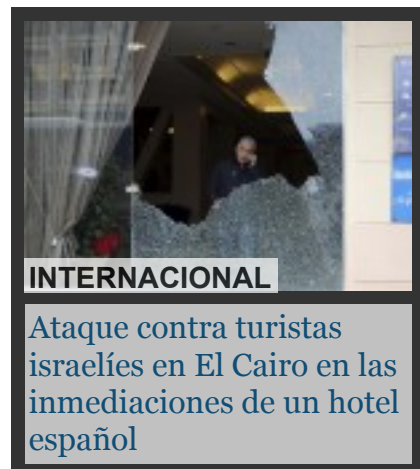 INTERNACIONAL
Ataque contra turistas
israelíes en El Cairo en las
inmediaciones de un hotel
español